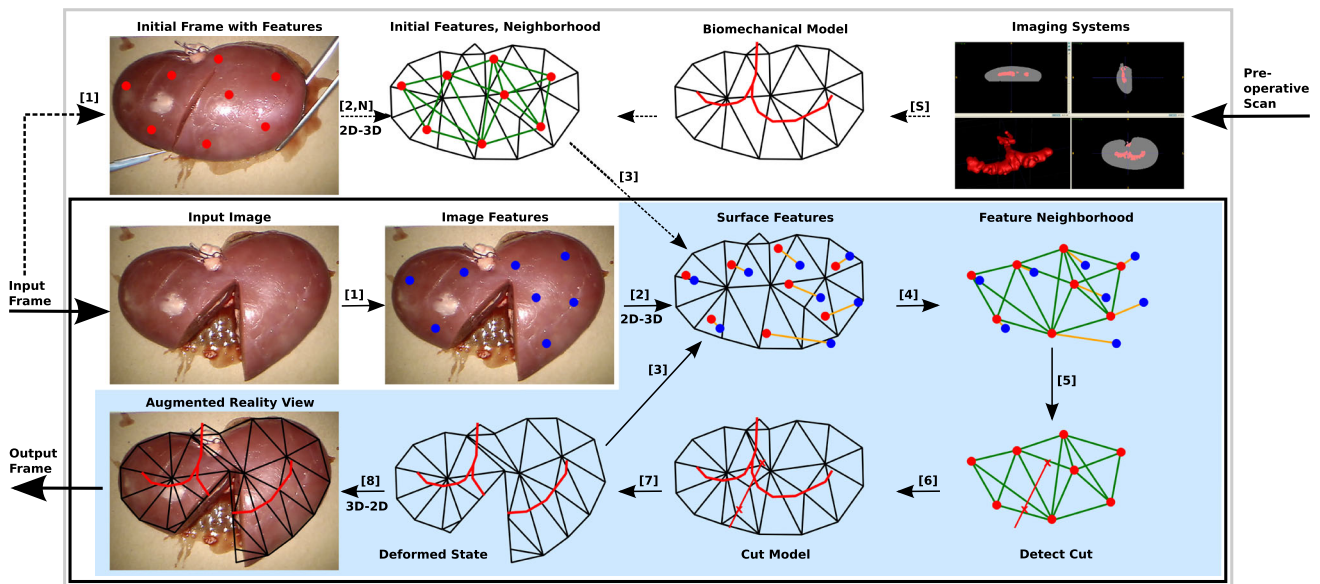 Initial Frame with Features
Initial Features, Neighborhood
Biomechanical Model
Imaging Systems
[1]
[2,N]
2D-3D
[S]
Pre-
operative
Scan
[3]
Input Image
Image Features
Surface Features
Feature Neighborhood
Input
Frame
[1]
[2]
2D-3D
[4]
[3]
[5]
Augmented Reality View
Output
Frame
[8]
3D-2D
[7]
[6]
Deformed State
Cut Model
Detect Cut